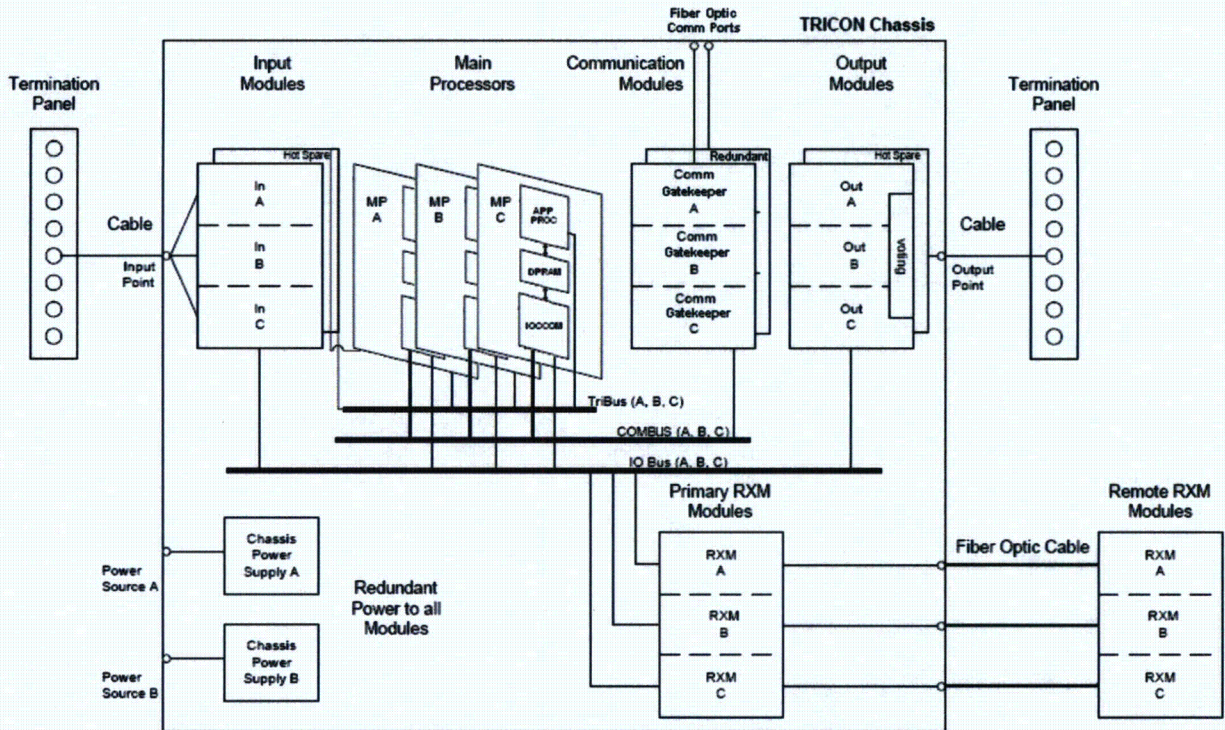 Fiber Optic
Comm Ports
TRICON Chassis
Input
Modules
Main
Processors
Communication
Modules
Output
Modules
Termination
Panel
Termination
Panel
Hot Spare
Redundant
Hot Spare
In
A
In
B
In
C
MP
A
MP
B
MP
C
APP
PROC
DPRAM
IOCCOM
Comm
Gatekeeper
A
Comm
Gatekeeper
B
Comm
Gatekeeper
C
Out
A
Out
B
Out
C
voting
Cable
Input
Point
Cable
Output
Point
TriBus (A, B, C)
COMBUS (A, B, C)
IO Bus (A, B, C)
Primary RXM
Modules
Remote RXM
Modules
Chassis
Power
Supply A
Power
Source A
Redundant
Power to all
Modules
Chassis
Power
Supply B
Power
Source B
RXM
A
RXM
B
RXM
C
Fiber Optic Cable
RXM
A
RXM
B
RXM
C